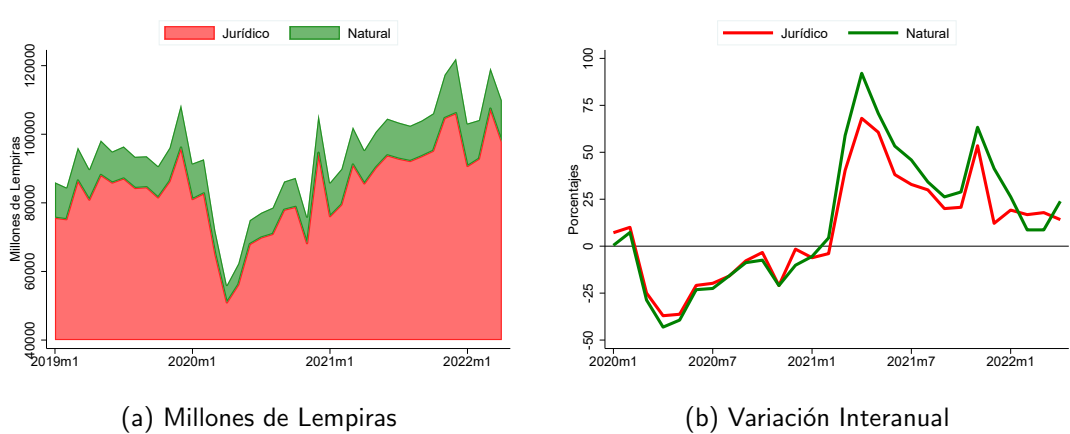 Jurídico Natural
Millones de Lempiras
120000
100000
80000
60000
40000
2019m1 2020m1 2021m1 2022m1
(a) Millones de Lempiras
Jurídico Natural
Porcentajes
100
75
50
25
0
-25
-50
2020m1 2020m7 2021m1 2021m7 2022m1
(b) Variación Interanual